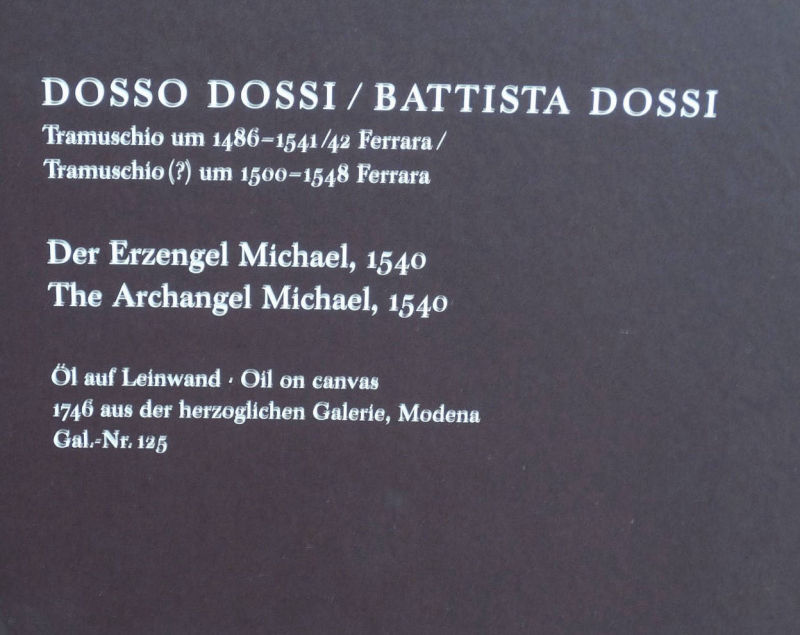 DOSSO DOSSI / BATTISTA DOSSI
Tramuschio um 1486–1541/42 Ferrara/
Tramuschio (?) um 1500–1548 Ferrara
Der Erzengel Michael, 1540
The Archangel Michael, 1540
Öl auf Leinwand · Oil on canvas
1746 aus der herzoglichen Galerie, Modena
Gal.-Nr. 125